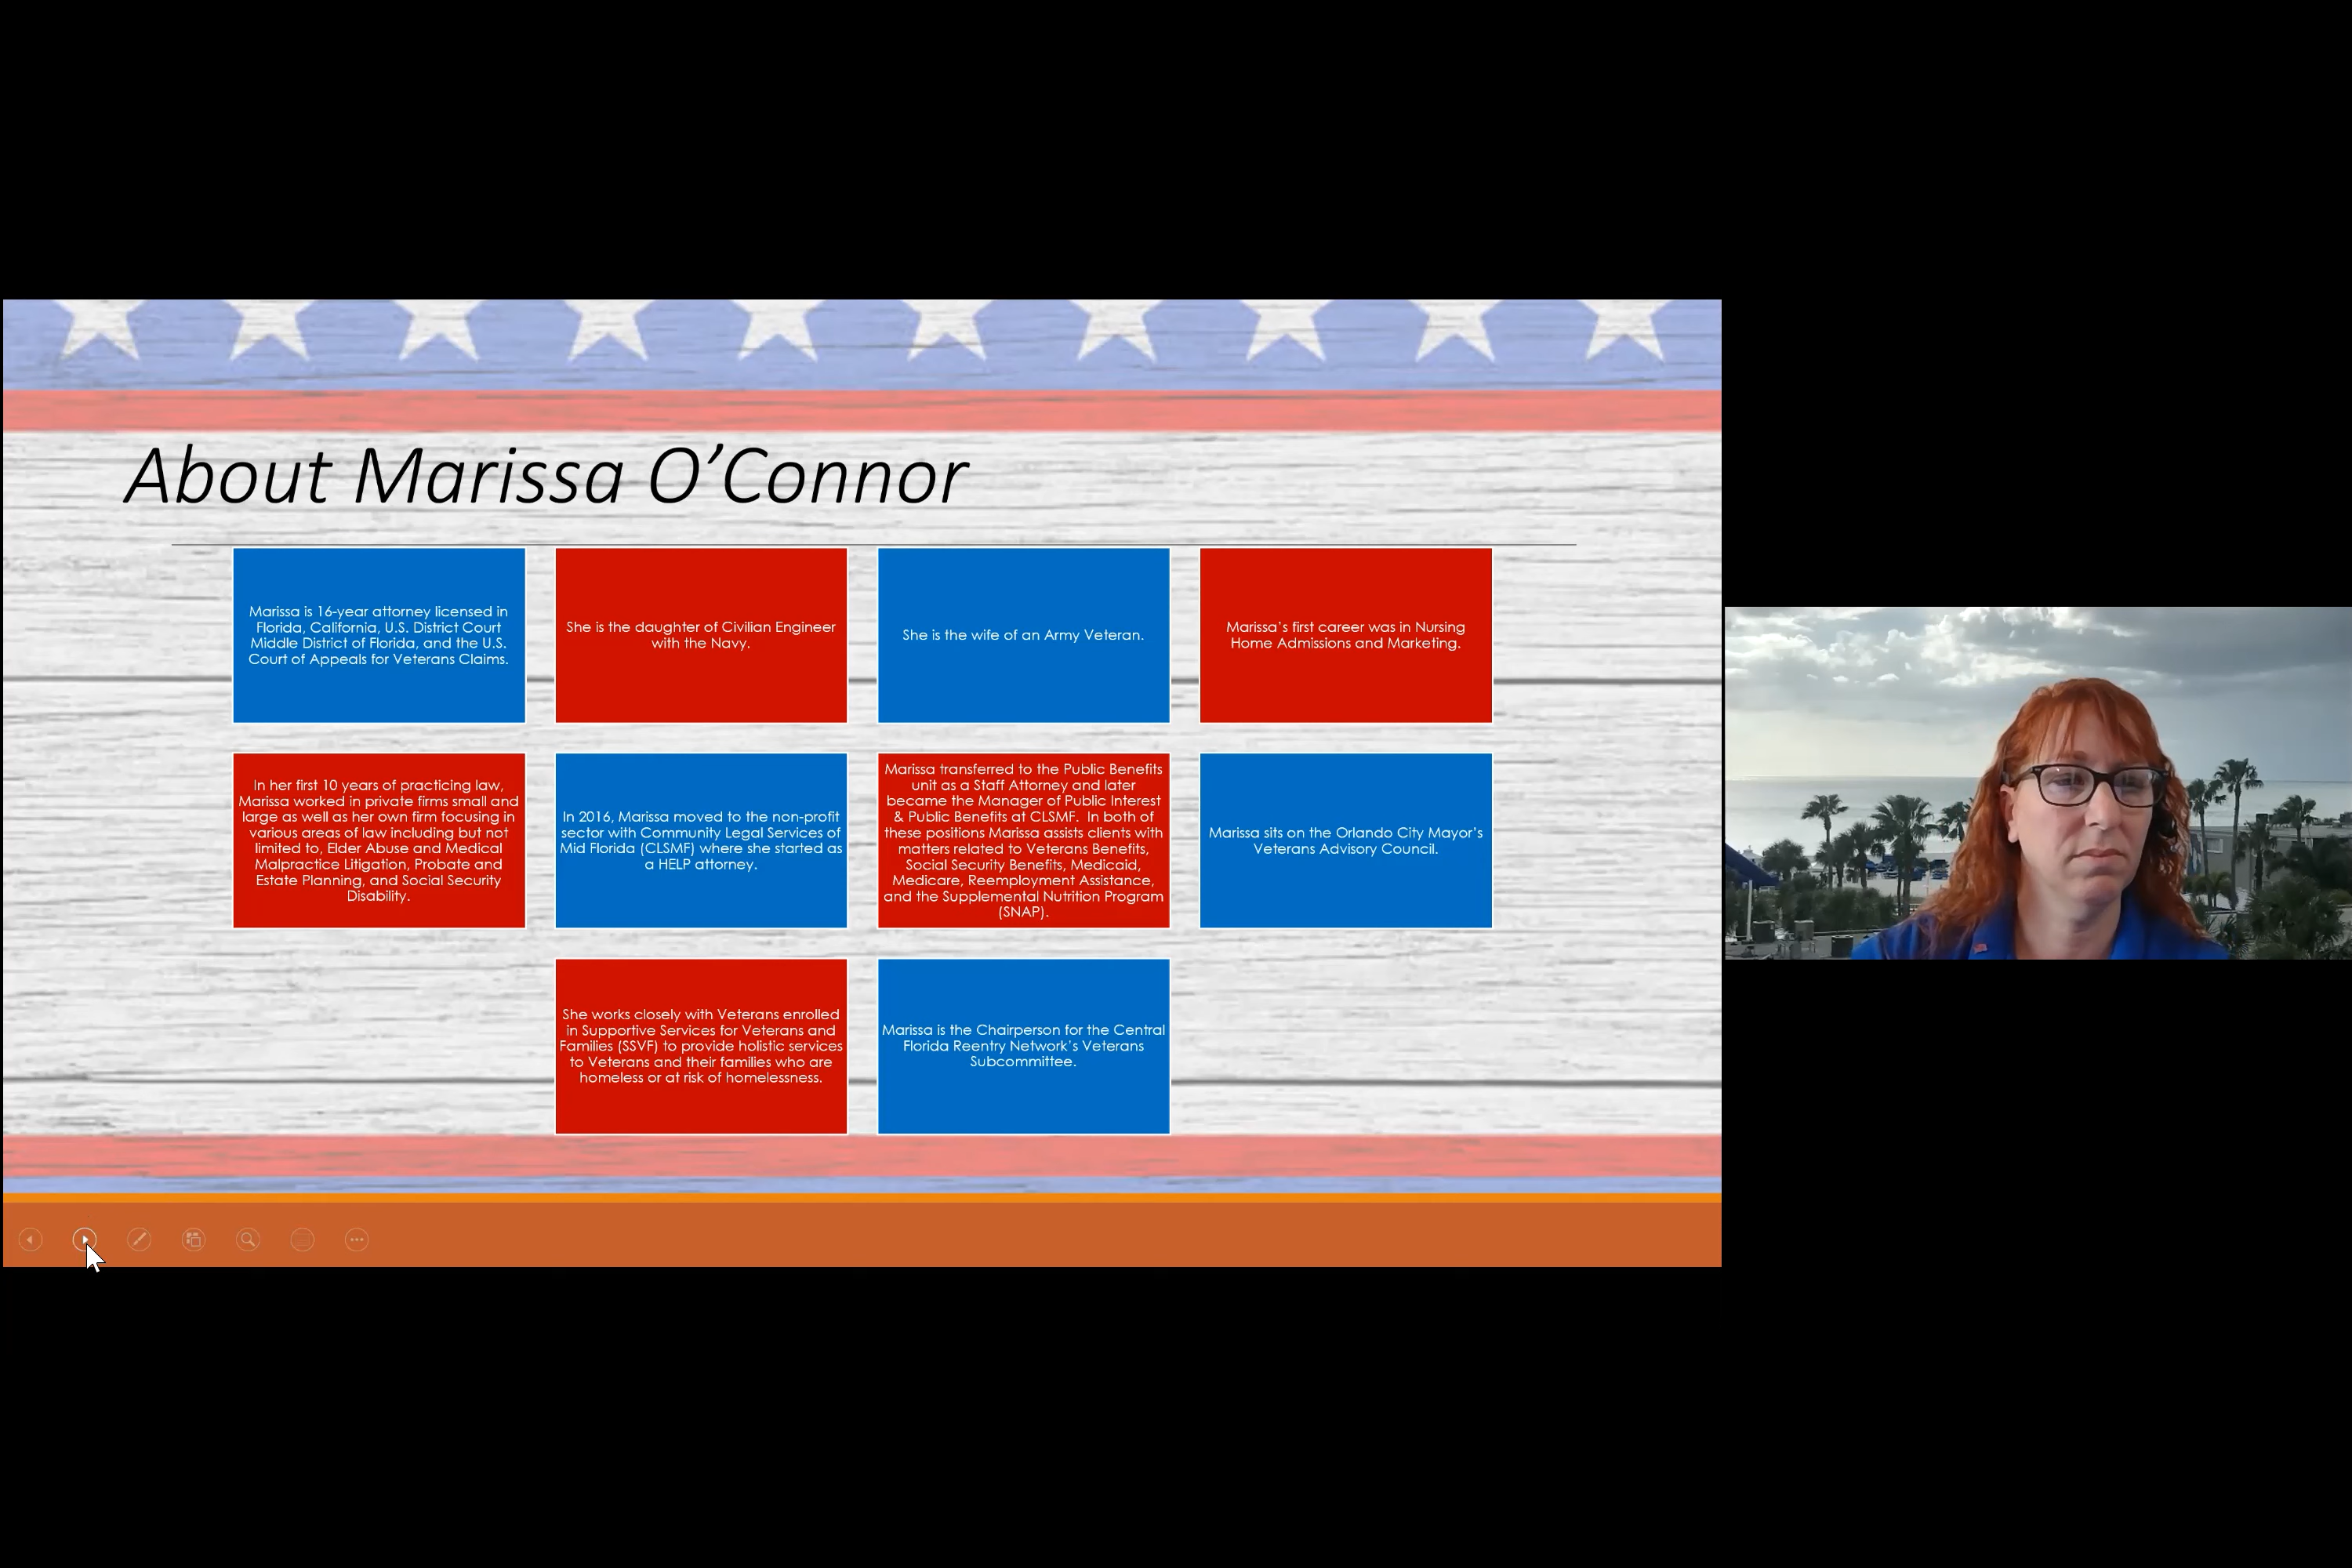 About Marissa O’Connor
Marissa is 16-year attorney licensed in
Florida, California, U.S. District Court
Middle District of Florida, and the U.S.
Court of Appeals for Veterans Claims.
She is the daughter of Civilian Engineer
with the Navy.
She is the wife of an Army Veteran.
Marissa’s first career was in Nursing
Home Admissions and Marketing.
In her first 10 years of practicing law,
Marissa worked in private firms small and
large as well as her own firm focusing in
various areas of law including but not
limited to, Elder Abuse and Medical
Malpractice Litigation, Probate and
Estate Planning, and Social Security
Disability.
In 2016, Marissa moved to the non-profit
sector with Community Legal Services of
Mid Florida (CLSMF) where she started as
a HELP attorney.
Marissa transferred to the Public Benefits
unit as a Staff Attorney and later
became the Manager of Public Interest
& Public Benefits at CLSMF. In both of
these positions Marissa assists clients with
matters related to Veterans Benefits,
Social Security Benefits, Medicaid,
Medicare, Reemployment Assistance,
and the Supplemental Nutrition Program
(SNAP).
Marissa sits on the Orlando City Mayor’s
Veterans Advisory Council.
She works closely with Veterans enrolled
in Supportive Services for Veterans and
Families (SSVF) to provide holistic services
to Veterans and their families who are
homeless or at risk of homelessness.
Marissa is the Chairperson for the Central
Florida Reentry Network’s Veterans
Subcommittee.